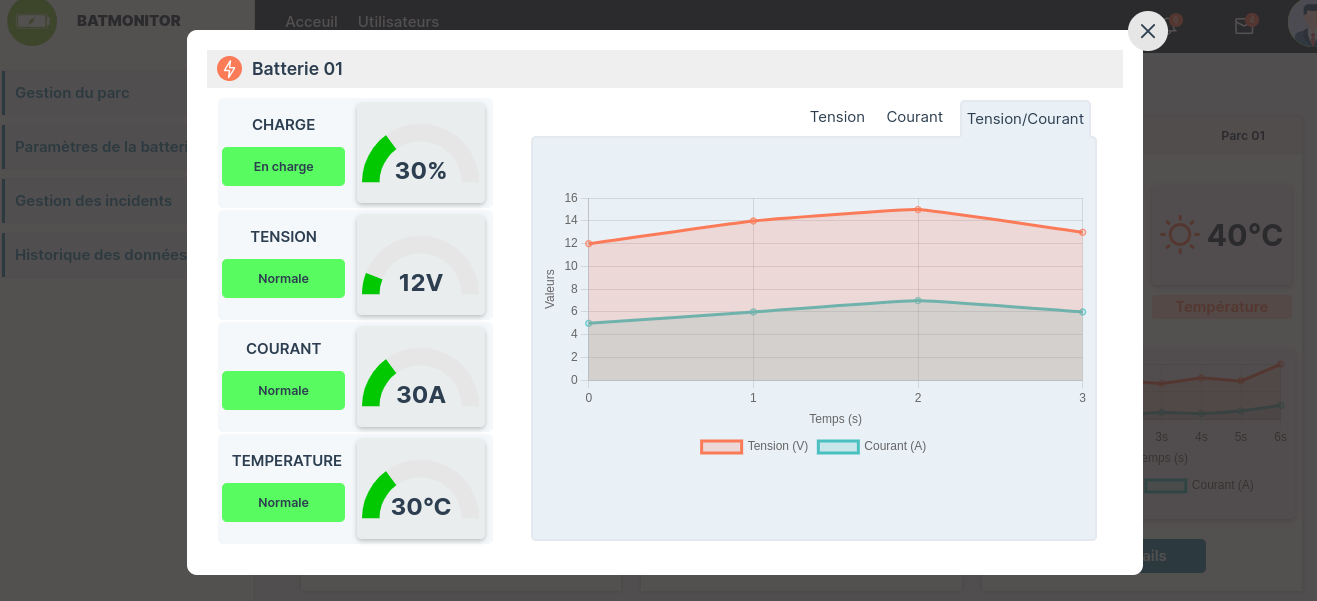 BATMONITOR
Acceuil Utilisateurs
Gestion du parc
Paramètres de la batteri
Gestion des incidents
Historique des données
Batterie 01
CHARGE
En charge
30%
TENSION
Normale
12V
COURANT
Normale
30A
TEMPERATURE
Normale
30°C
Tension Courant Tension/Courant
Valeurs
16
14
12
10
8
6
4
2
0
0 1 2 3
Temps (s)
Tension (V) Courant (A)
Parc 01
40°C
Température
3s 4s 5s 6s
emps (s)
Courant (A)
ails